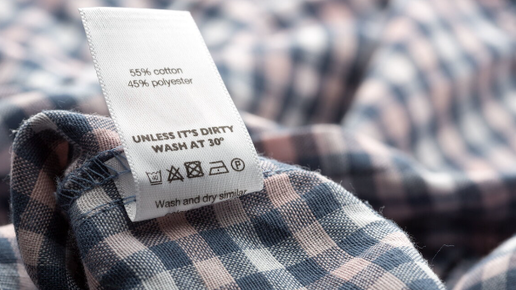 55% cotton
45% polyester
UNLESS IT'S DIRTY
WASH AT 30°
P
Wash and dry similar